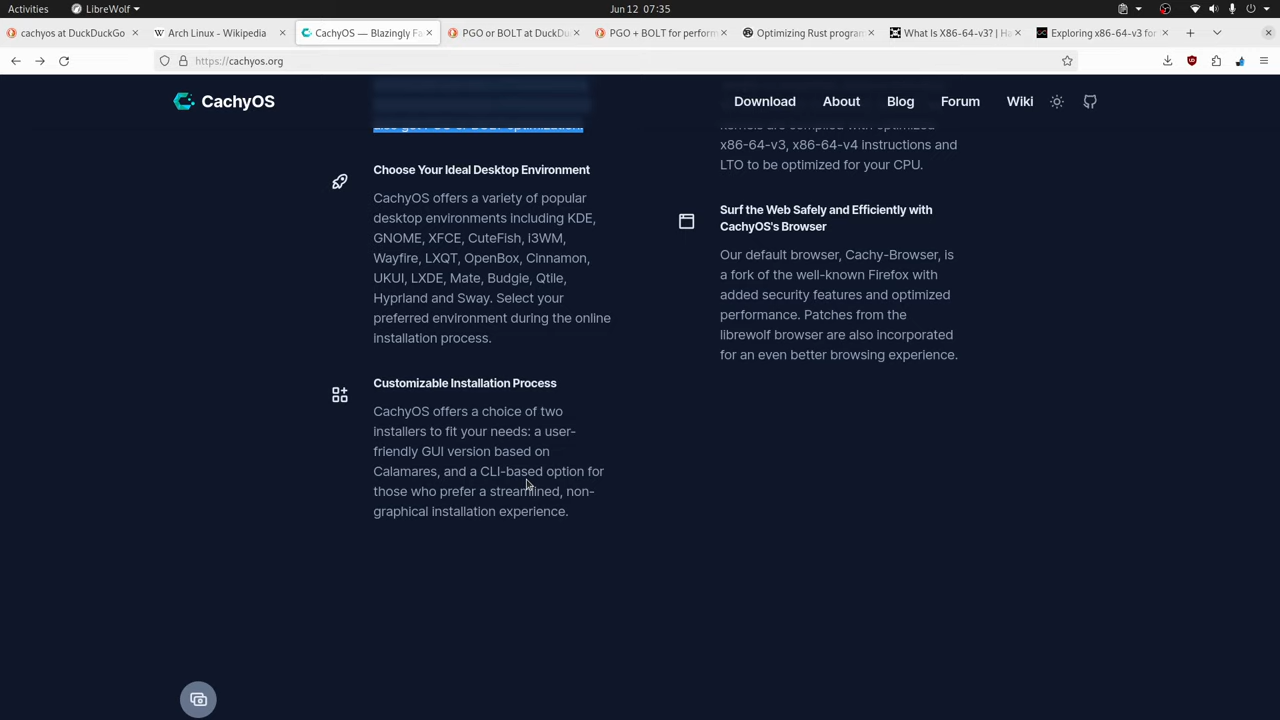 Activities
LibreWolf
Jun 12 07:35
cachyos at DuckDuckGo
Arch Linux - Wikipedia
CachyOS — Blazingly Fa
PGO or BOLT at DuckDu
PGO + BOLT for perform
Optimizing Rust program
What Is X86-64-v3? | Ha
Exploring x86-64-v3 for
https://cachyos.org
CachyOS
Download
About
Blog
Forum
Wiki
Choose Your Ideal Desktop Environment
CachyOS offers a variety of popular
desktop environments including KDE,
GNOME, XFCE, CuteFish, i3WM,
Wayfire, LXQT, OpenBox, Cinnamon,
UKUI, LXDE, Mate, Budgie, Qtile,
Hyprland and Sway. Select your
preferred environment during the online
installation process.
Customizable Installation Process
CachyOS offers a choice of two
installers to fit your needs: a user-
friendly GUI version based on
Calamares, and a CLI-based option for
those who prefer a streamlined, non-
graphical installation experience.
kernels are compiled with optimized
x86-64-v3, x86-64-v4 instructions and
LTO to be optimized for your CPU.
Surf the Web Safely and Efficiently with
CachyOS's Browser
Our default browser, Cachy-Browser, is
a fork of the well-known Firefox with
added security features and optimized
performance. Patches from the
librewolf browser are also incorporated
for an even better browsing experience.